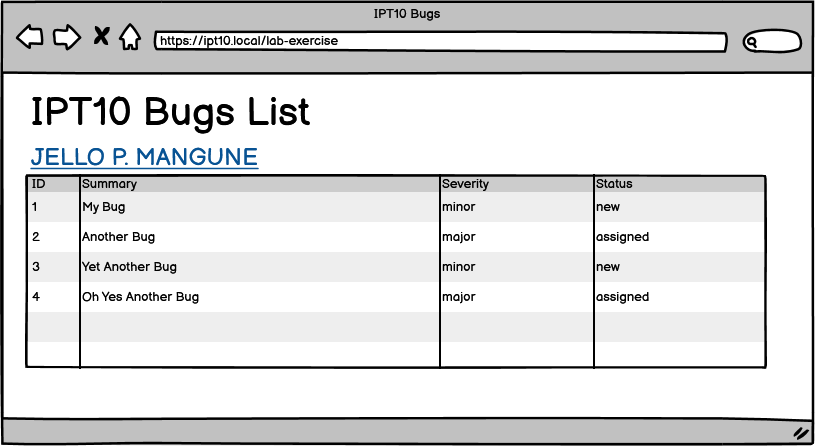 IPT10 Bugs
https://ipt10.local/lab-exercise
IPT10 Bugs List
JELLO P. MANGUNE
ID Summary Severity Status
1 My Bug minor new
2 Another Bug major assigned
3 Yet Another Bug minor new
4 Oh Yes Another Bug major assigned